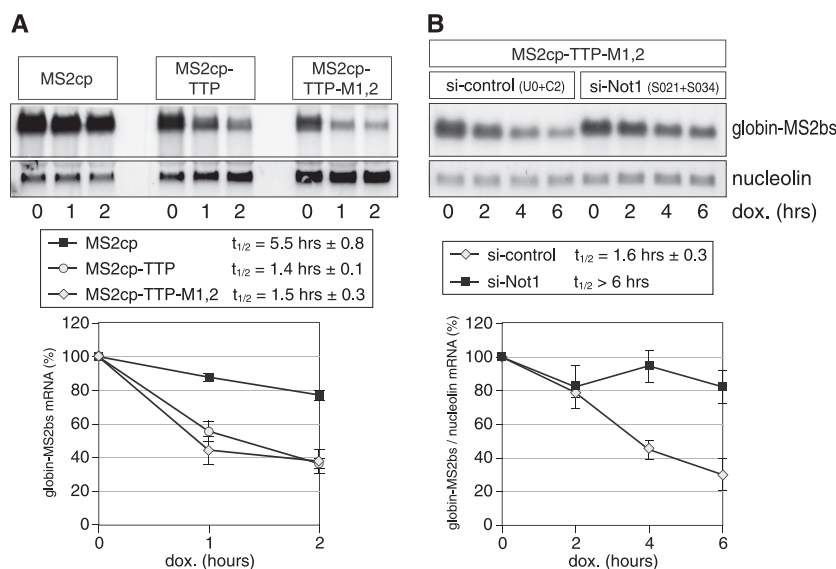 A
MS2cp
MS2cp-
TTP
MS2cp-
TTP-M1,2
0 1 2 0 1 2 0 1 2
MS2cp t1/2 = 5.5 hrs ± 0.8
MS2cp-TTP t1/2 = 1.4 hrs ± 0.1
MS2cp-TTP-M1,2 t1/2 = 1.5 hrs ± 0.3
globin-MS2bs mRNA (%)
120
100
80
60
40
20
0
0 1 2
dox. (hours)
B
MS2cp-TTP-M1,2
si-control (U0+C2) si-Not1 (S021+S034)
globin-MS2bs
nucleolin
0 2 4 6 0 2 4 6 dox. (hrs)
si-control t1/2 = 1.6 hrs ± 0.3
si-Not1 t1/2 > 6 hrs
globin-MS2bs / nucleolin mRNA (%)
120
100
80
60
40
20
0
0 2 4 6
dox. (hours)